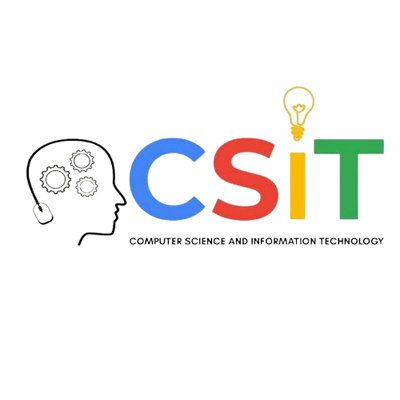 CSiT
COMPUTER SCIENCE AND INFORMATION TECHNOLOGY